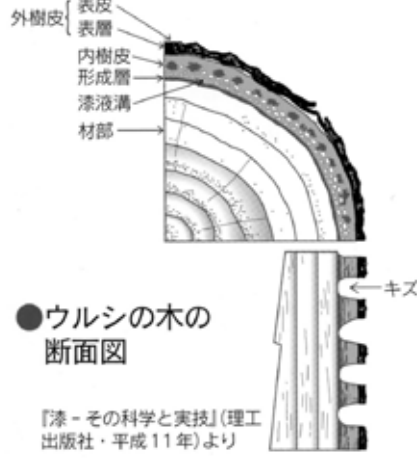 外樹皮
表皮
表層
内樹皮
形成層
漆液溝
材部
キズ
●ウルシの木の
断面図
『漆－その科学と実技』(理工
出版社・平成11年)より